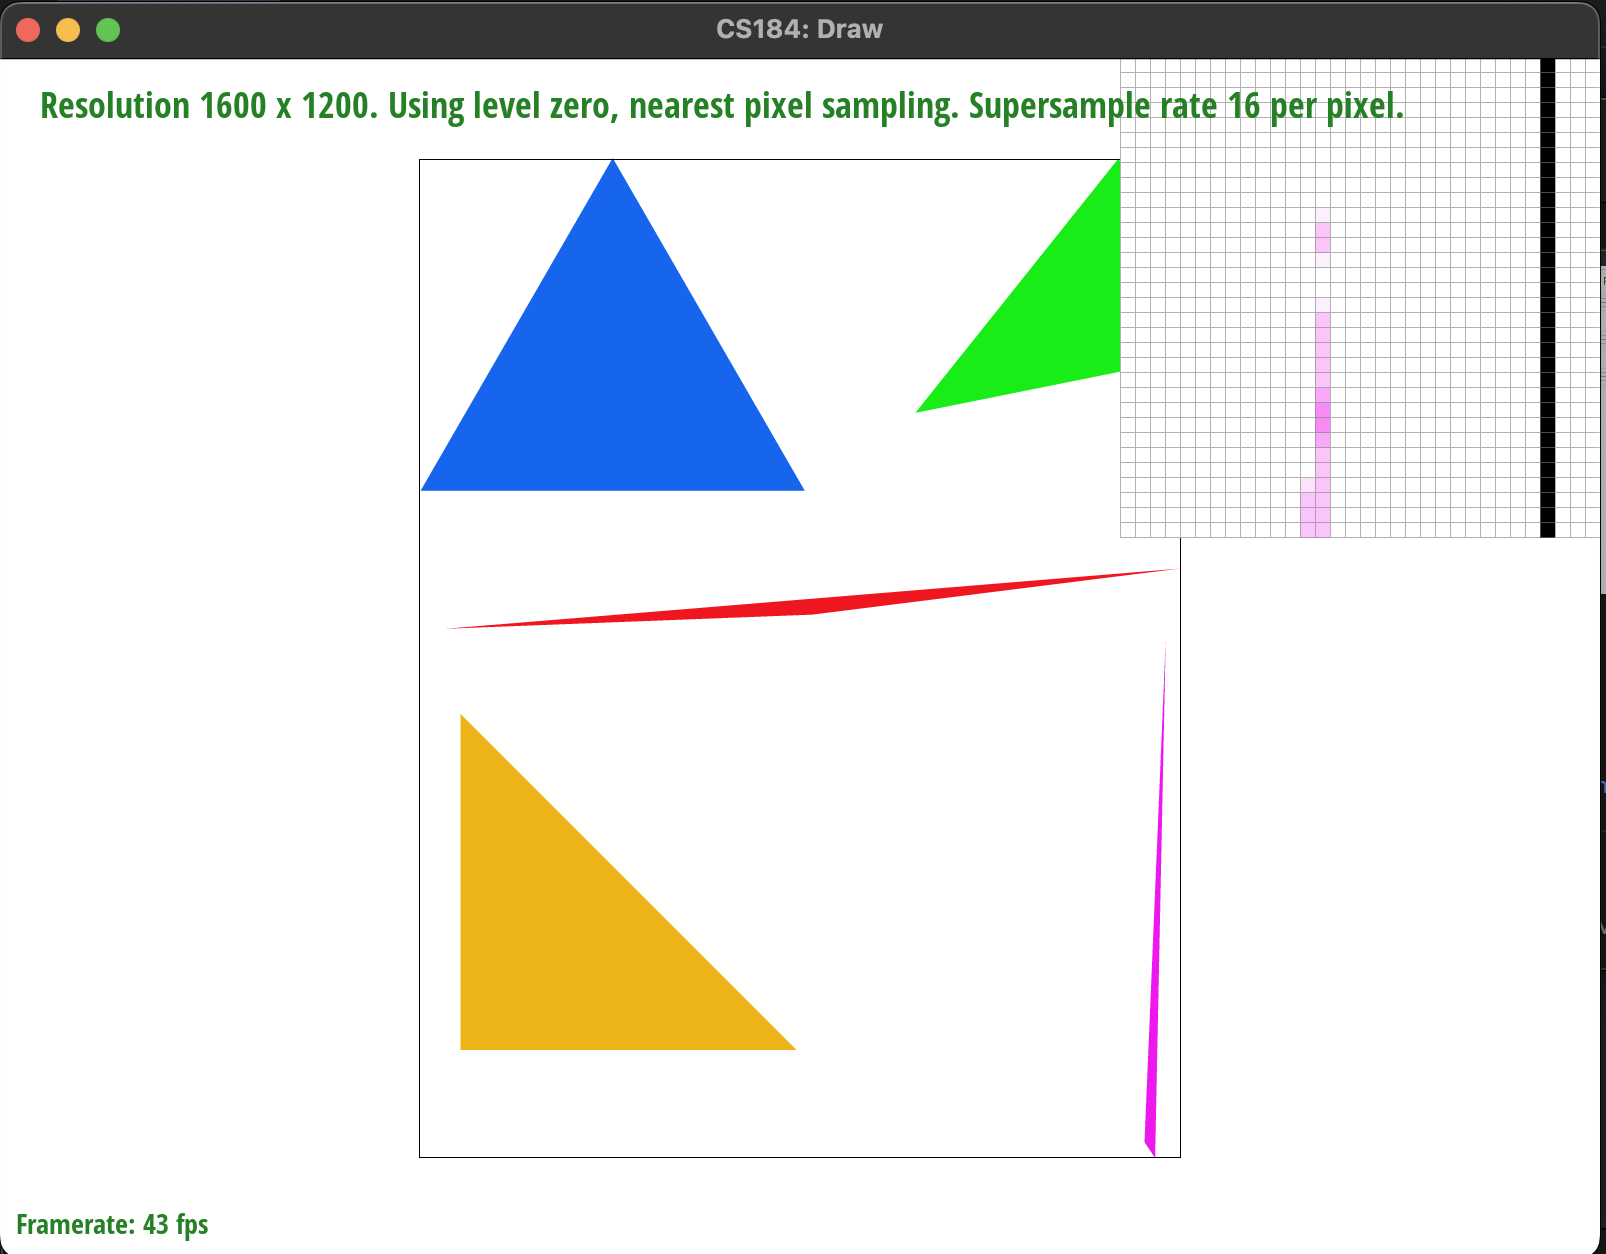 CS184: Draw
Resolution 1600 x 1200. Using level zero, nearest pixel sampling. Supersample rate 16 per pixel.
Framerate: 43 fps